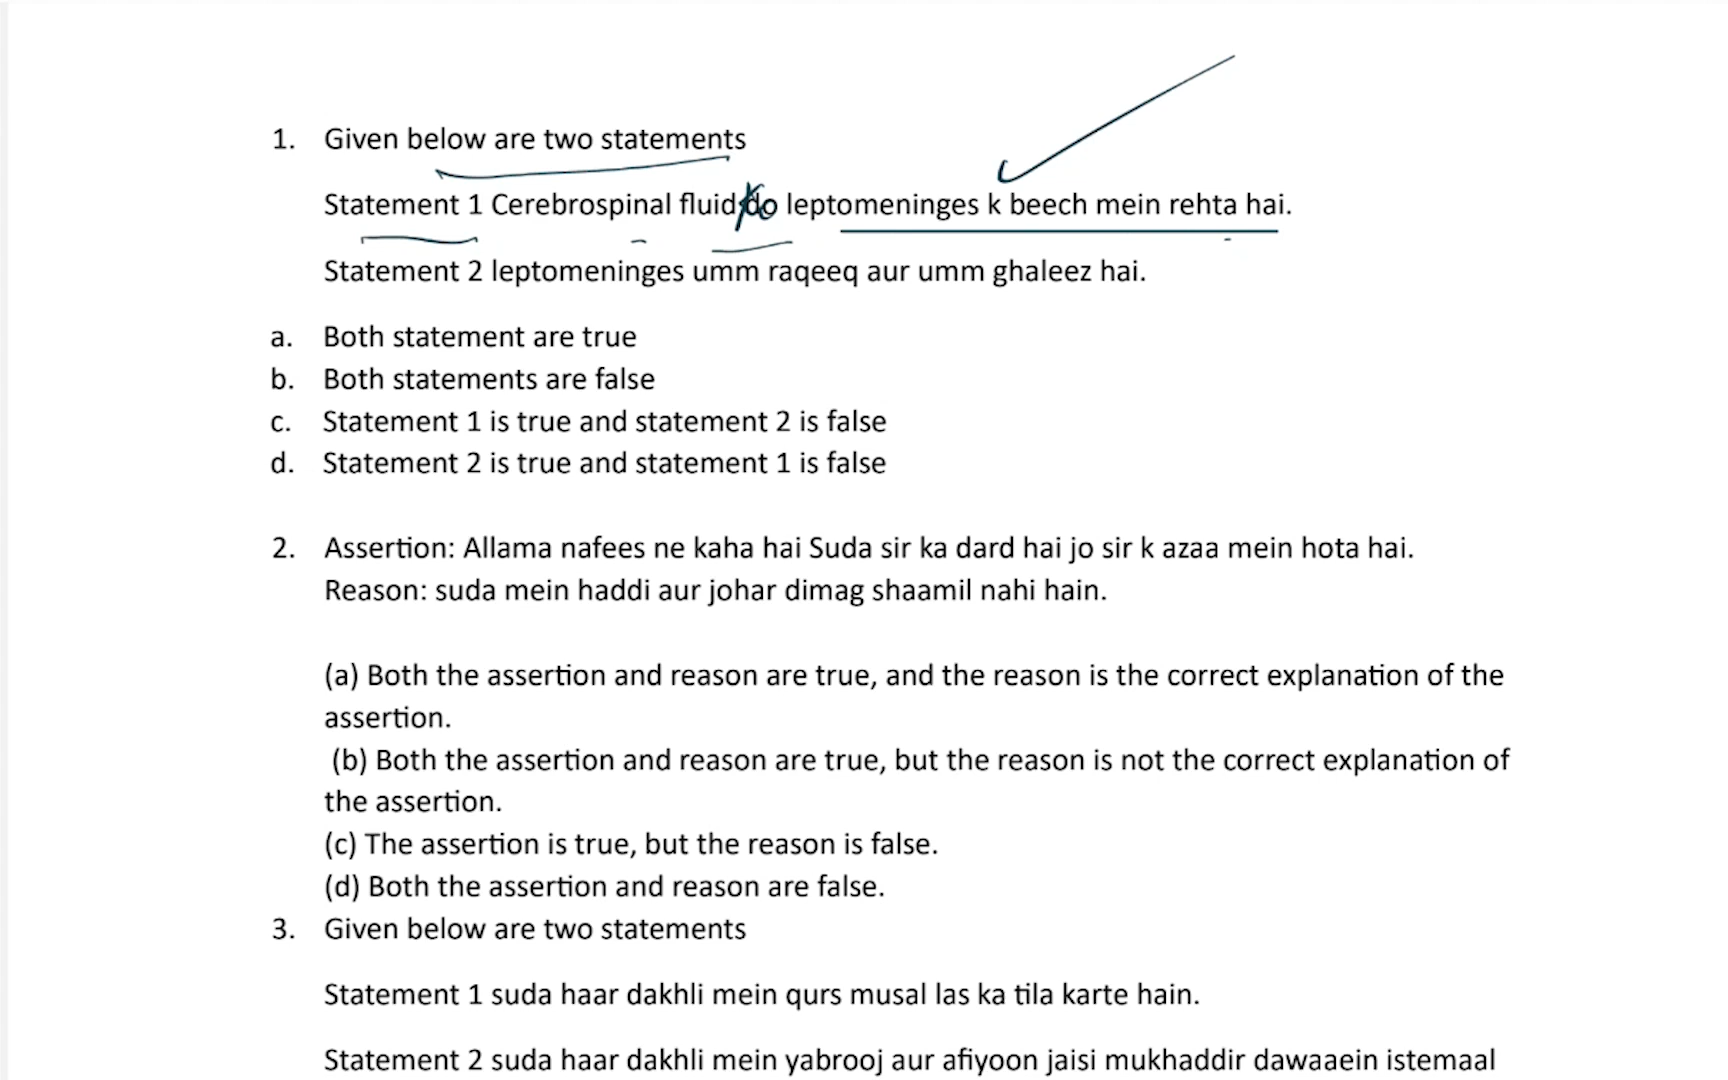 1. Given below are two statements
Statement 1 Cerebrospinal fluid do leptomeninges k beech mein rehta hai.
Statement 2 leptomeninges umm raqeeq aur umm ghaleez hai.
a. Both statement are true
b. Both statements are false
c. Statement 1 is true and statement 2 is false
d. Statement 2 is true and statement 1 is false
2. Assertion: Allama nafees ne kaha hai Suda sir ka dard hai jo sir k azaa mein hota hai.
Reason: suda mein haddi aur johar dimag shaamil nahi hain.
(a) Both the assertion and reason are true, and the reason is the correct explanation of the
assertion.
(b) Both the assertion and reason are true, but the reason is not the correct explanation of
the assertion.
(c) The assertion is true, but the reason is false.
(d) Both the assertion and reason are false.
3. Given below are two statements
Statement 1 suda haar dakhli mein qurs musal las ka tila karte hain.
Statement 2 suda haar dakhli mein yabrooj aur afiyoon jaisi mukhaddir dawaaein istemaal